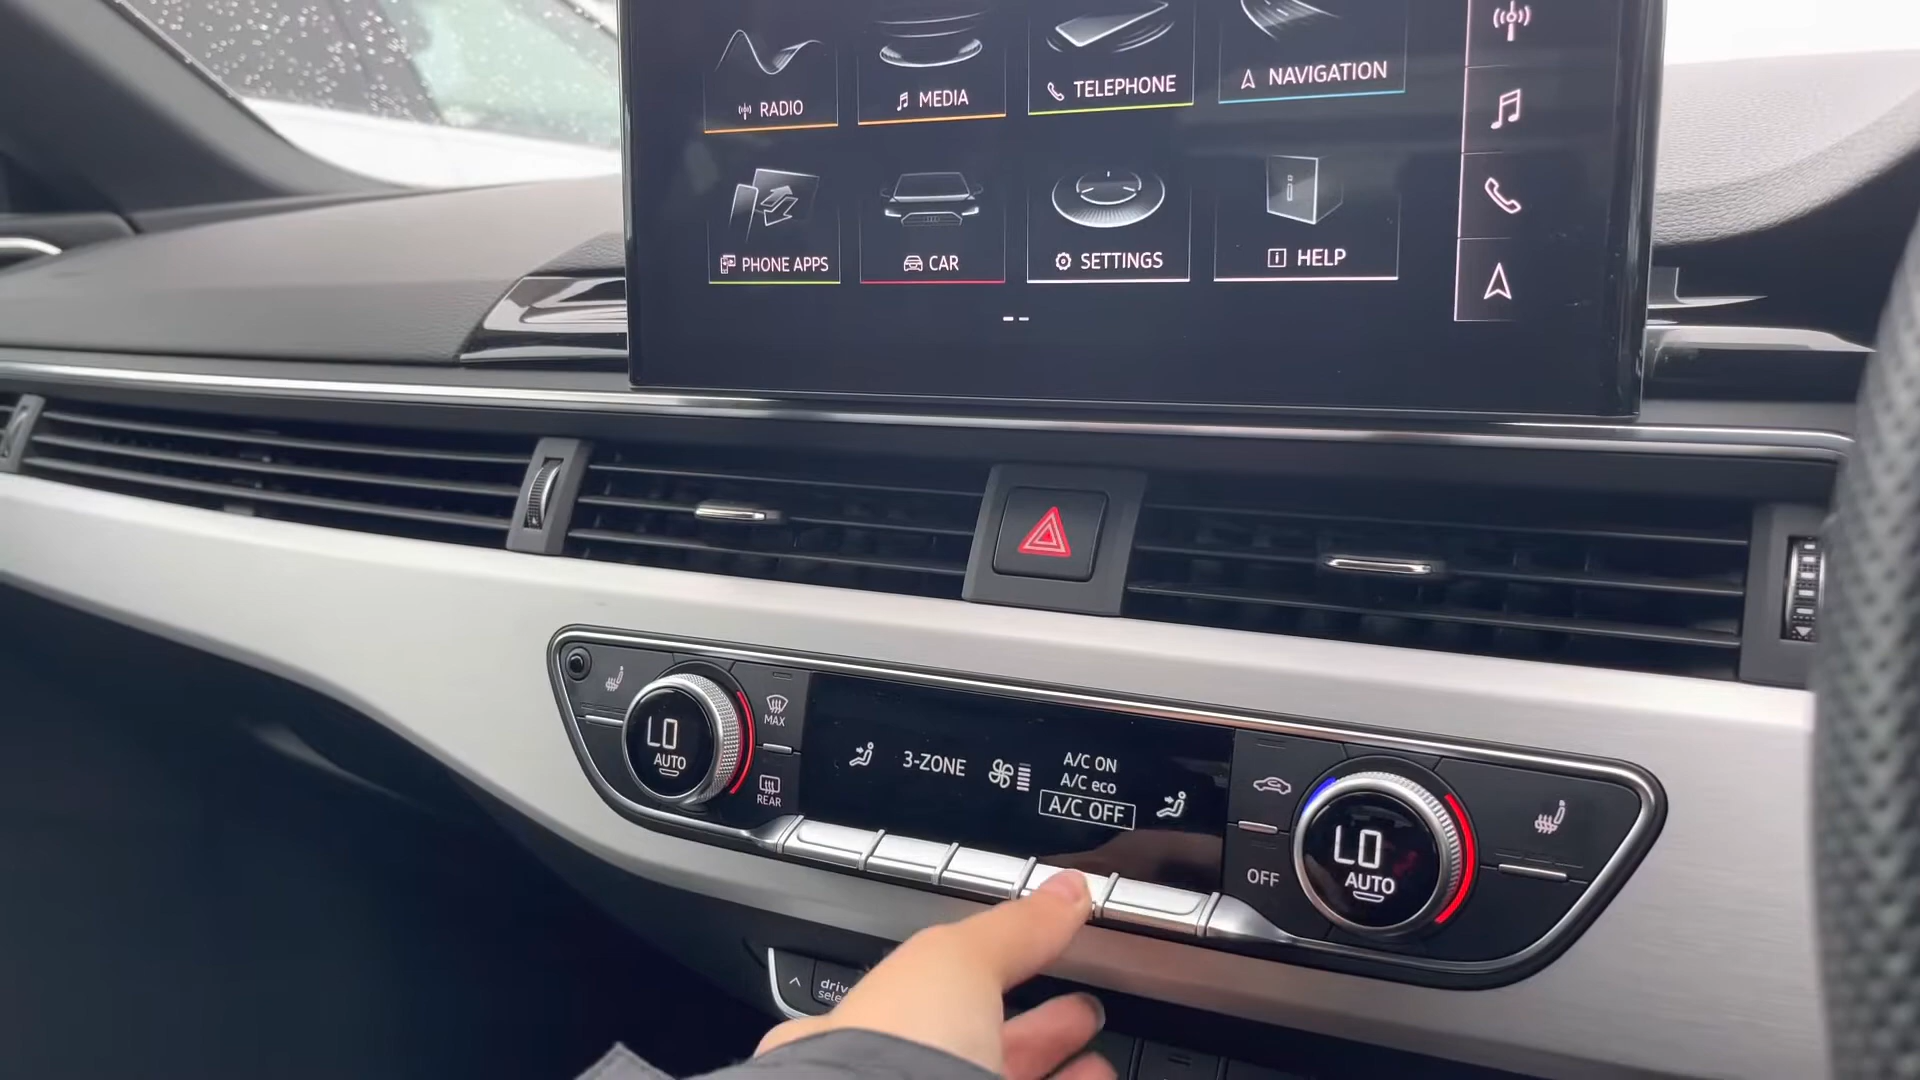 RADIO
MEDIA
TELEPHONE
NAVIGATION
PHONE APPS
CAR
SETTINGS
i HELP
LO
AUTO
MAX
REAR
3-ZONE
A/C ON
A/C eco
A/C OFF
OFF
LO
AUTO
drive